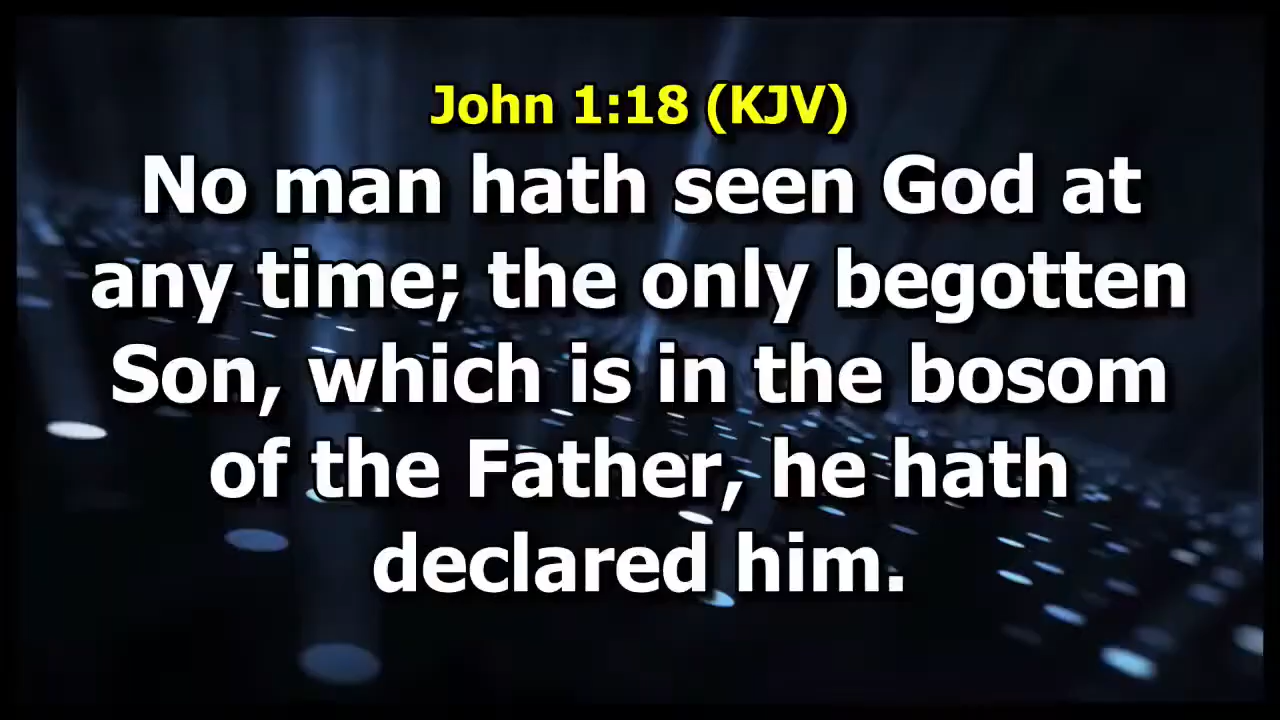 John 1:18 (KJV)
No man hath seen God at
any time; the only begotten
Son, which is in the bosom
of the Father, he hath
declared him.